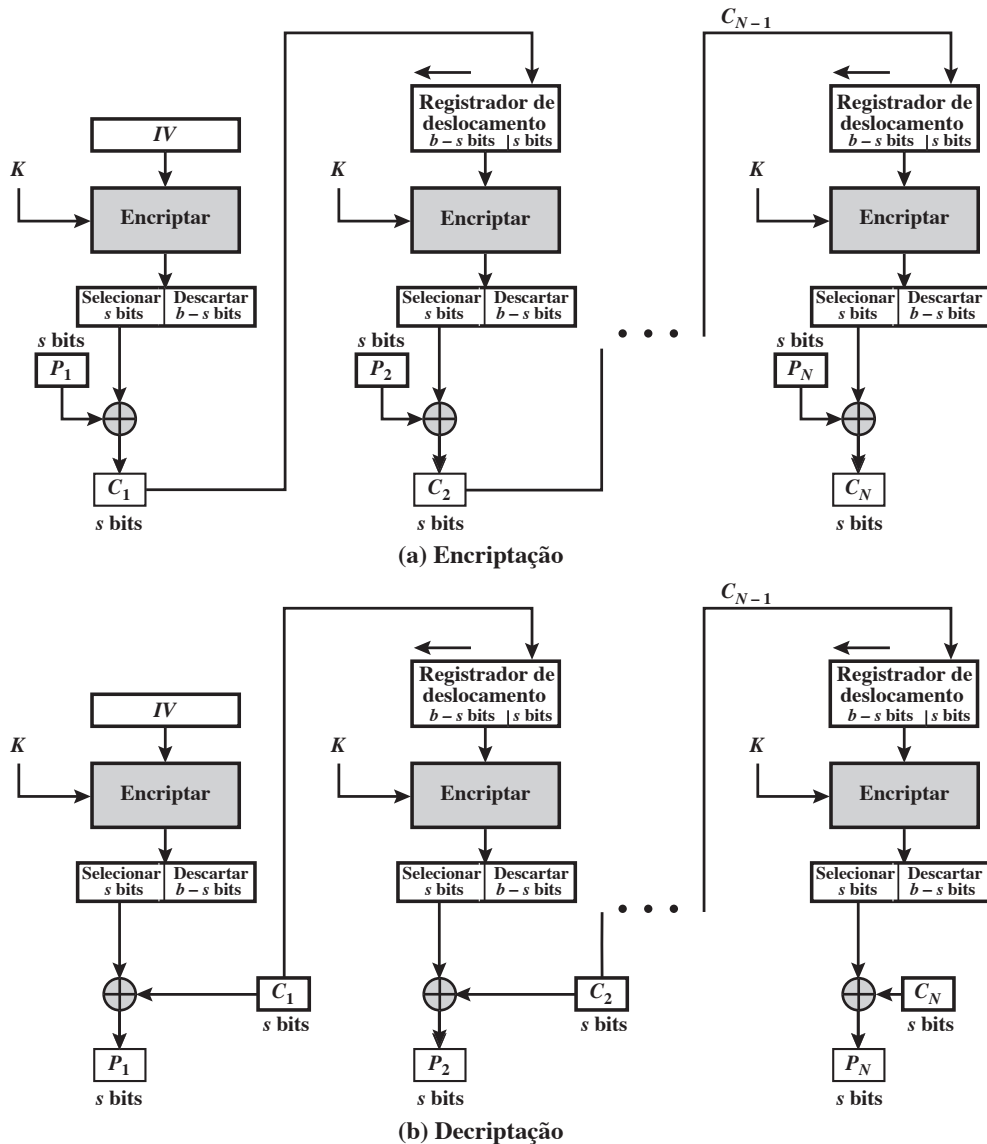 C_{N-1}
Registrador de
deslocamento
b – s bits | s bits
Registrador de
deslocamento
b – s bits | s bits
IV
K
K
K
Encriptar
Encriptar
Encriptar
Selecionar
s bits
Descartar
b – s bits
Selecionar
s bits
Descartar
b – s bits
Selecionar
s bits
Descartar
b – s bits
s bits
P_1
s bits
P_2
• • •
s bits
P_N
C_1
s bits
C_2
s bits
C_N
s bits
(a) Encriptação
C_{N-1}
Registrador de
deslocamento
b – s bits | s bits
Registrador de
deslocamento
b – s bits | s bits
IV
K
K
K
Encriptar
Encriptar
Encriptar
Selecionar
s bits
Descartar
b – s bits
Selecionar
s bits
Descartar
b – s bits
Selecionar
s bits
Descartar
b – s bits
• • •
C_1
s bits
C_2
s bits
C_N
s bits
P_1
s bits
P_2
s bits
P_N
s bits
(b) Decriptação